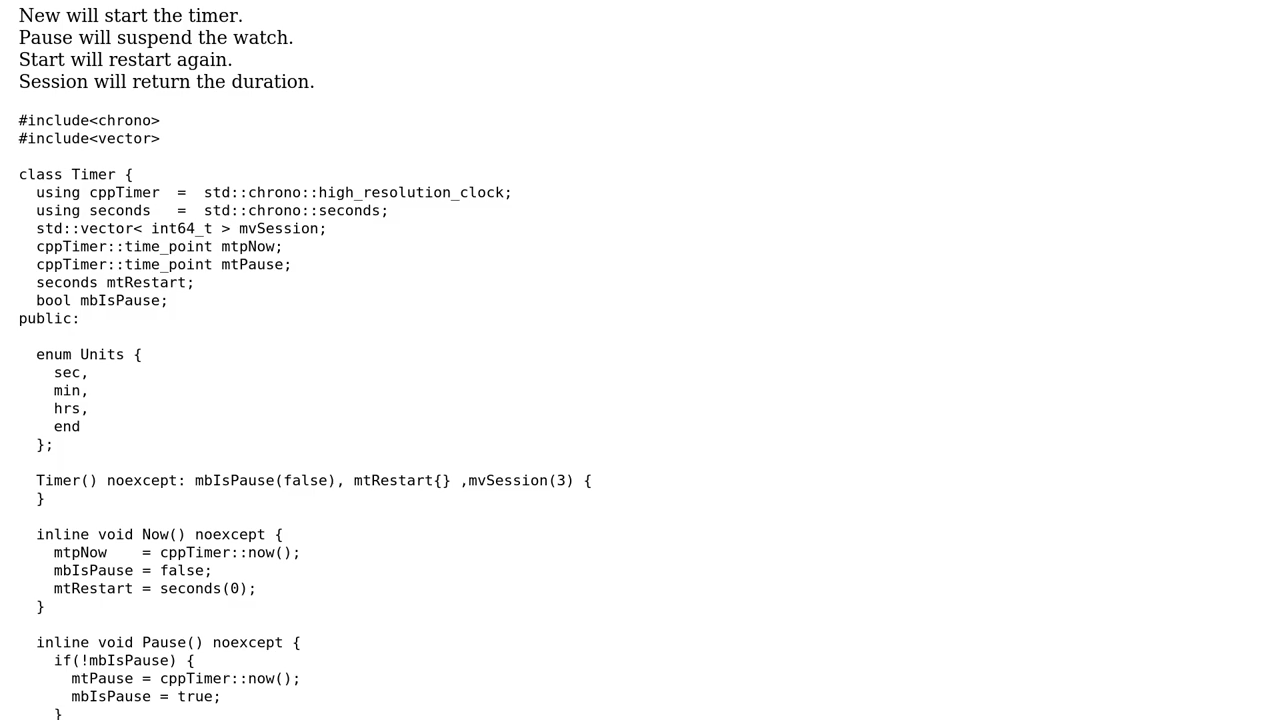 New will start the timer.
Pause will suspend the watch.
Start will restart again.
Session will return the duration.
#include<chrono>
#include<vector>
class Timer {
  using cppTimer  =  std::chrono::high_resolution_clock;
  using seconds   =  std::chrono::seconds;
  std::vector< int64_t > mvSession;
  cppTimer::time_point mtpNow;
  cppTimer::time_point mtPause;
  seconds mtRestart;
  bool mbIsPause;
public:
  enum Units {
    sec,
    min,
    hrs,
    end
  };
  Timer() noexcept: mbIsPause(false), mtRestart{} ,mvSession(3) {
  }
  inline void Now() noexcept {
    mtpNow    = cppTimer::now();
    mbIsPause = false;
    mtRestart = seconds(0);
  }
  inline void Pause() noexcept {
    if(!mbIsPause) {
      mtPause = cppTimer::now();
      mbIsPause = true;
    }